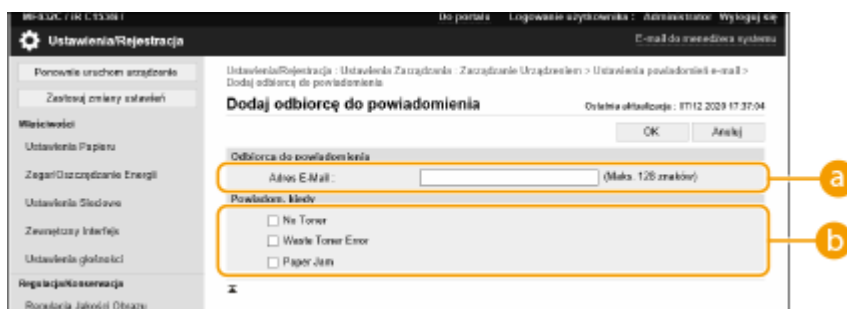 MF832C / IR C1538 I
Do portalu Logowanie użytkownika : Administrator Wyloguj się
Ustawienia/Rejestracja
E-mail do menedżera systemu
Ponownie uruchom urządzenie
Zastosuj zmiany ustawień
Właściwości
Ustawienia Papieru
Zegar/Oszczędzanie Energii
Ustawienia Sieciowe
Zewnętrzny Interfejs
Ustawienia głośności
Regulacja/Konserwacja
Regulacja Jakości Obrazu
Ustawienia/Rejestracja : Ustawienia Zarządzania : Zarządzanie Urządzeniem > Ustawienia powiadomień e-mail >
Dodaj odbiorcę do powiadomienia
Dodaj odbiorcę do powiadomienia
Ostatnia aktualizacja : 07/12 2020 17:37:04
OK Anuluj
Odbiorca do powiadomienia
Adres E-Mail : (Maks. 128 znaków)
a
Powiadom. kiedy
No Toner
Waste Toner Error
Paper Jam
b